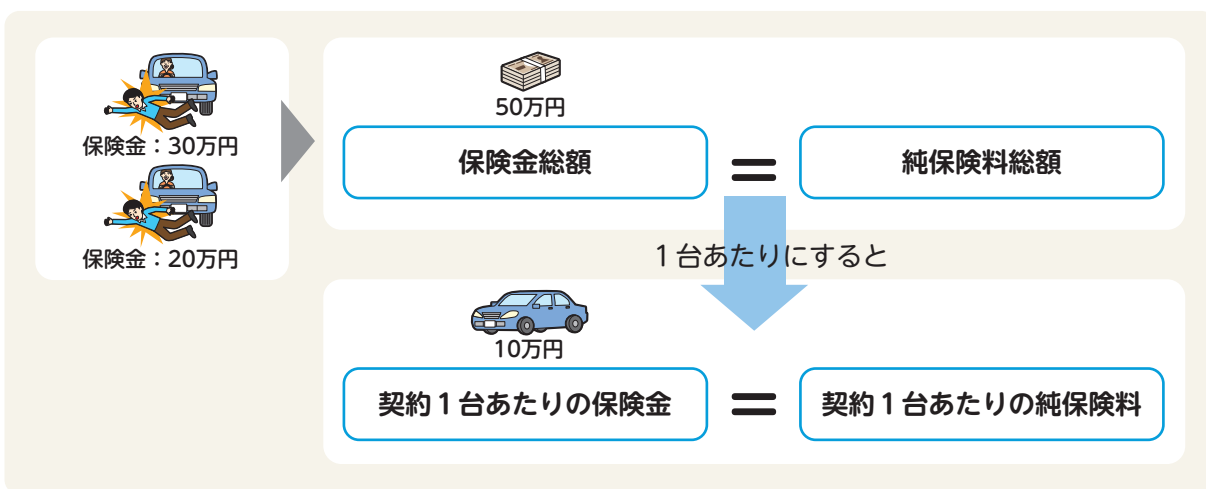 保険金：30万円
保険金：20万円
50万円
保険金総額 = 純保険料総額
１台あたりにすると
10万円
契約１台あたりの保険金 = 契約１台あたりの純保険料